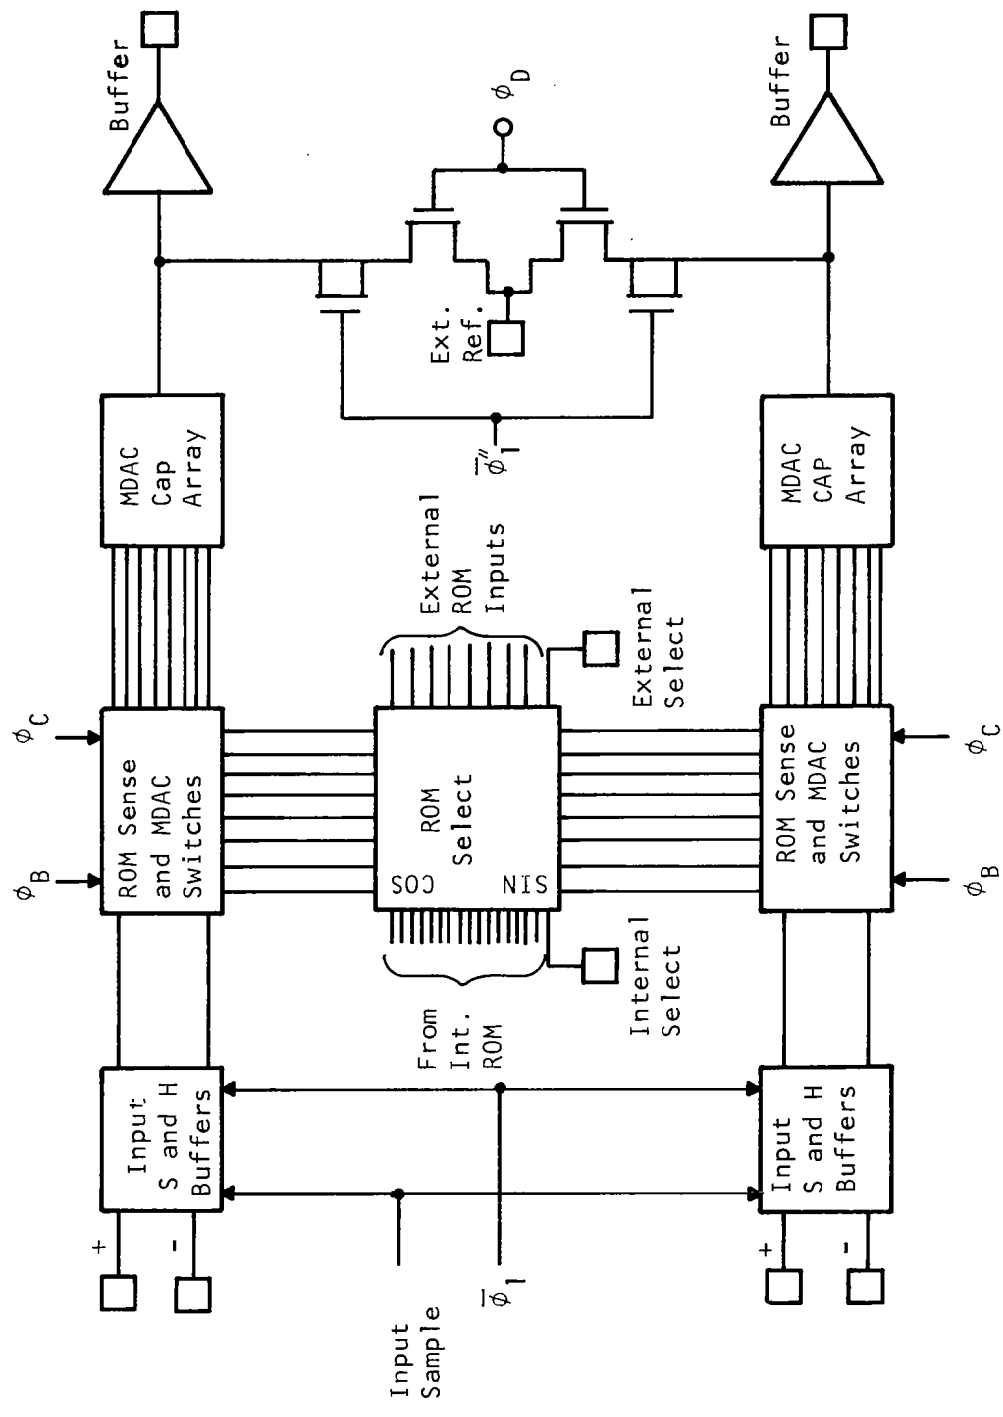 ϕB
ϕC
+
-
Input
S and H
Buffers
ROM Sense
and MDAC
Switches
MDAC
Cap
Array
Buffer
Input
Sample
ϕ̅1
From
Int.
ROM
COS
SIN
ROM
Select
External
ROM
Inputs
ϕ̅"1
Ext.
Ref.
ϕD
Internal
Select
External
Select
+
-
Input
S and H
Buffers
ROM Sense
and MDAC
Switches
MDAC
CAP
Array
Buffer
ϕB
ϕC